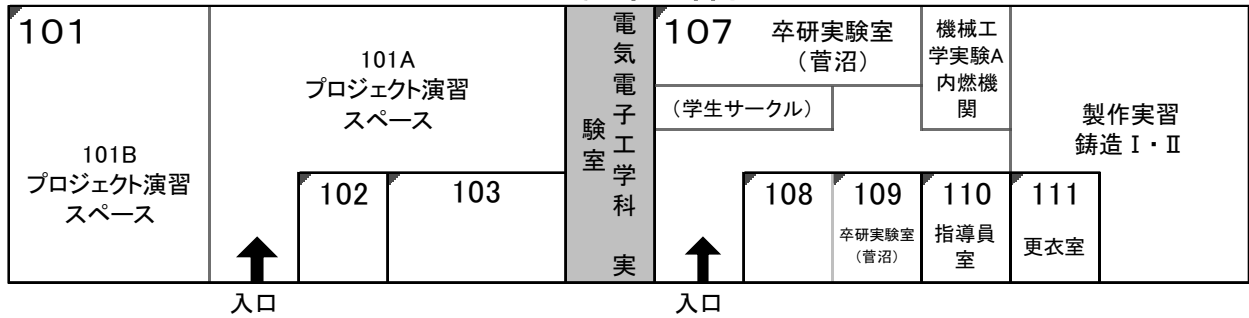 101
101A
プロジェクト演習
スペース
101B
プロジェクト演習
スペース
102
103
入口
電気電子工学科　実
験室
107
卒研実験室
（菅沼）
（学生サークル）
機械工
学実験A
内燃機
関
製作実習
鋳造Ⅰ・Ⅱ
108
109
卒研実験室
（菅沼）
110
指導員
室
111
更衣室
入口